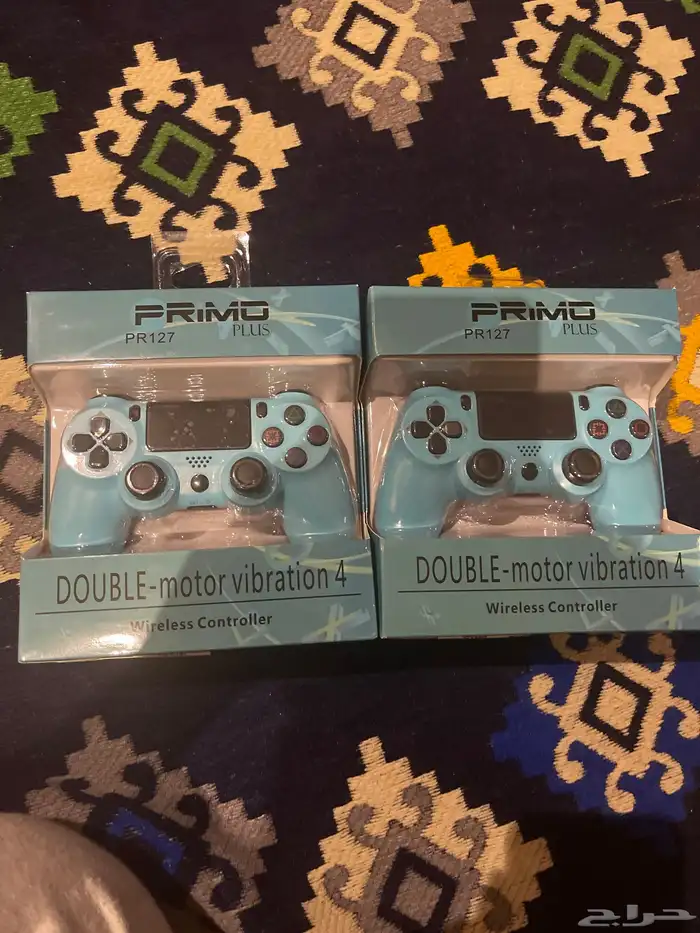 PRIMO
PLUS
PR127
DOUBLE-motor vibration 4
Wireless Controller
PRIMO
PLUS
PR127
DOUBLE-motor vibration 4
Wireless Controller
حراج